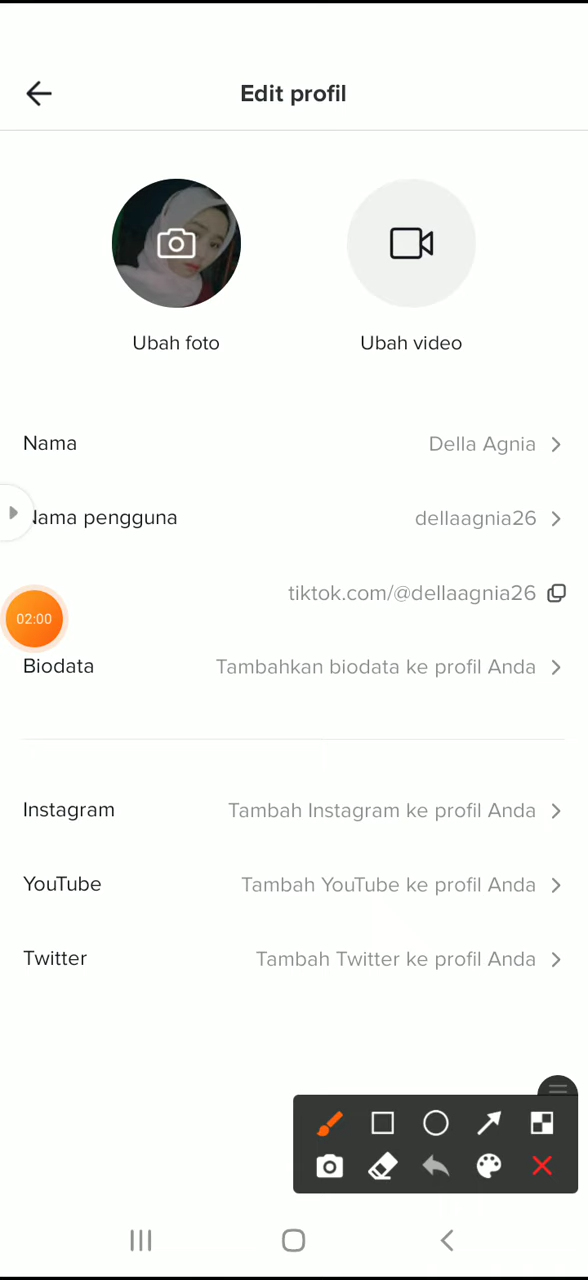 Edit profil
Ubah foto
Ubah video
Nama
Della Agnia
Nama pengguna
dellaagnia26
tiktok.com/@dellaagnia26
02:00
Biodata
Tambahkan biodata ke profil Anda
Instagram
Tambah Instagram ke profil Anda
YouTube
Tambah YouTube ke profil Anda
Twitter
Tambah Twitter ke profil Anda